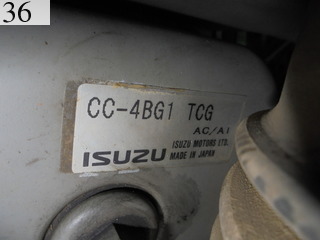 36
CC-4BG1 TCG
AC/AI
ISUZU MOTORS LTD.
ISUZU MADE IN JAPAN